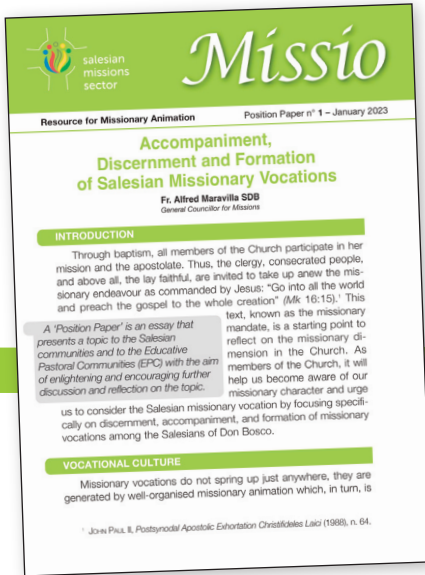 salesian
missions
sector
Missio
Resource for Missionary Animation
Position Paper n° 1 – January 2023
Accompaniment,
Discernment and Formation
of Salesian Missionary Vocations
Fr. Alfred Maravilla SDB
General Councillor for Missions
INTRODUCTION
Through baptism, all members of the Church participate in her
mission and the apostolate. Thus, the clergy, consecrated people,
and above all, the lay faithful, are invited to take up anew the mis-
sionary endeavour as commanded by Jesus: “Go into all the world
and preach the gospel to the whole creation” (Mk 16:15).¹ This
text, known as the missionary
mandate, is a starting point to
reflect on the missionary di-
mension in the Church. As
members of the Church, it will
help us become aware of our
missionary character and urge
A ‘Position Paper’ is an essay that
presents a topic to the Salesian
communities and to the Educative
Pastoral Communities (EPC) with the aim
of enlightening and encouraging further
discussion and reflection on the topic.
us to consider the Salesian missionary vocation by focusing specifi-
cally on discernment, accompaniment, and formation of missionary
vocations among the Salesians of Don Bosco.
VOCATIONAL CULTURE
Missionary vocations do not spring up just anywhere, they are
generated by well-organised missionary animation which, in turn, is
¹ John Paul II, Postsynodal Apostolic Exhortation Christifideles Laici (1988), n. 64.